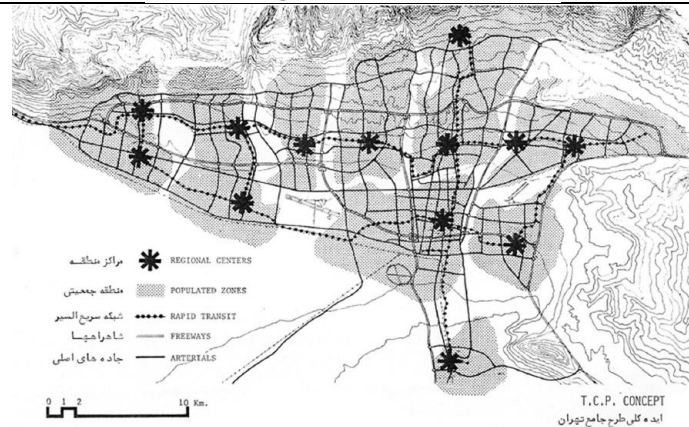 مراکز منطقه REGIONAL CENTERS
منطقه جمعیتی POPULATED ZONES
شبکه سریع السیر RAPID TRANSIT
شاهراهها FREEWAYS
جاده های اصلی ARTERIALS
0 1 2 10 Km.
T.C.P. CONCEPT
ایده کلی طرح جامع تهران